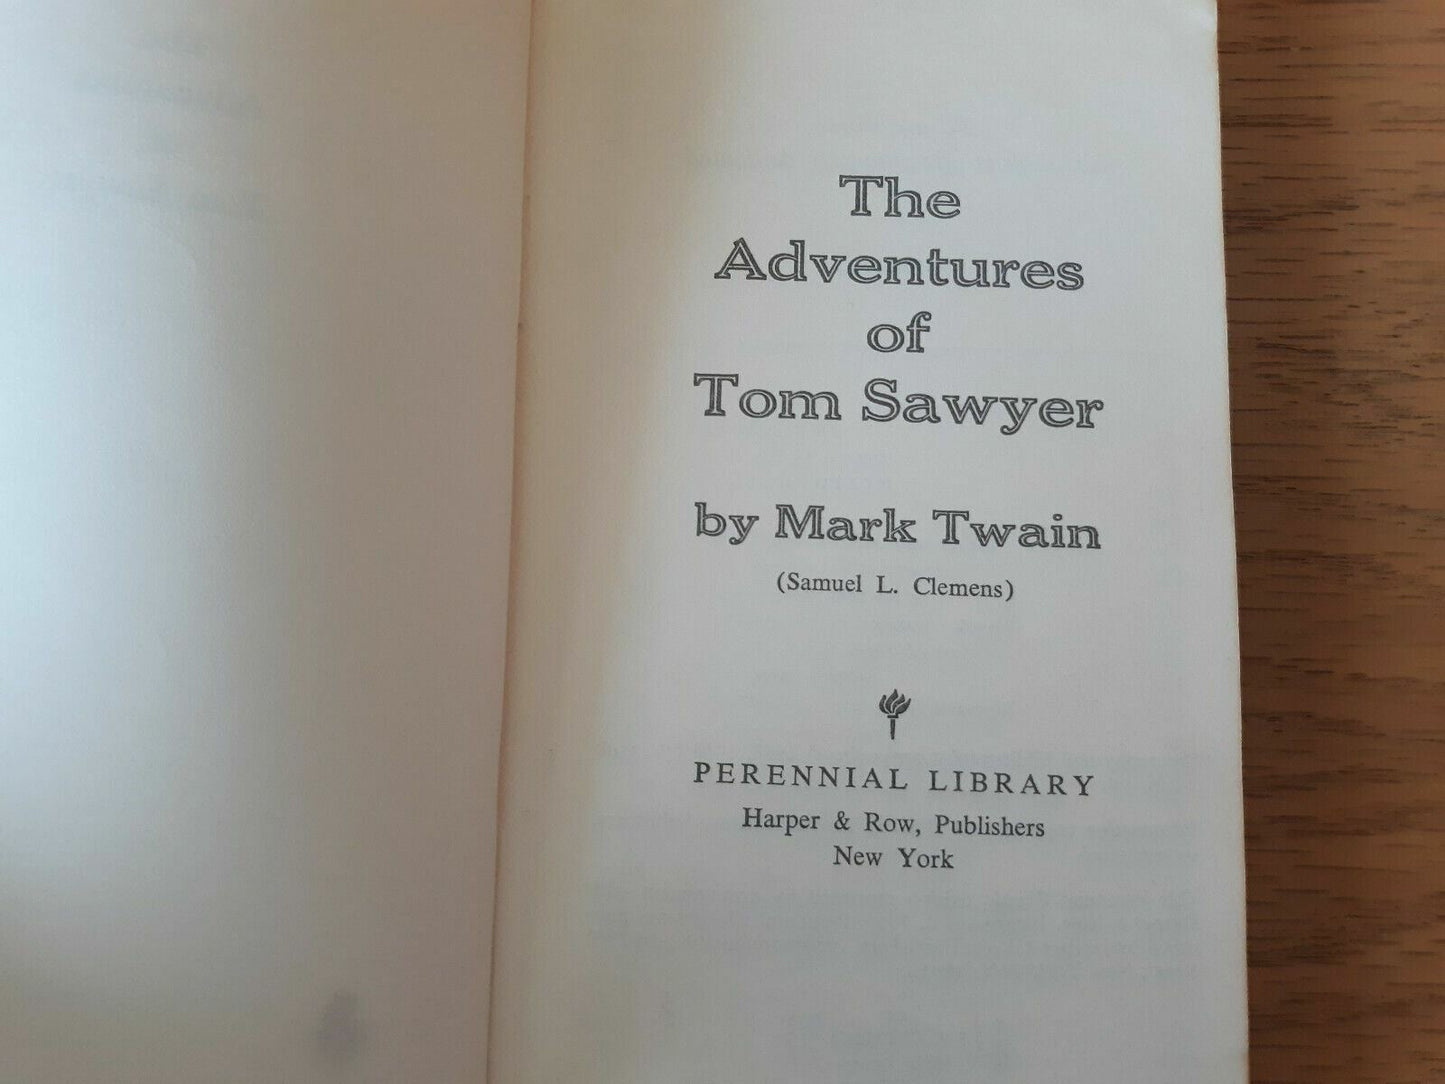 The
Adventures
of
Tom Sawyer
by Mark Twain
(Samuel L. Clemens)
PERENNIAL LIBRARY
Harper & Row, Publishers
New York